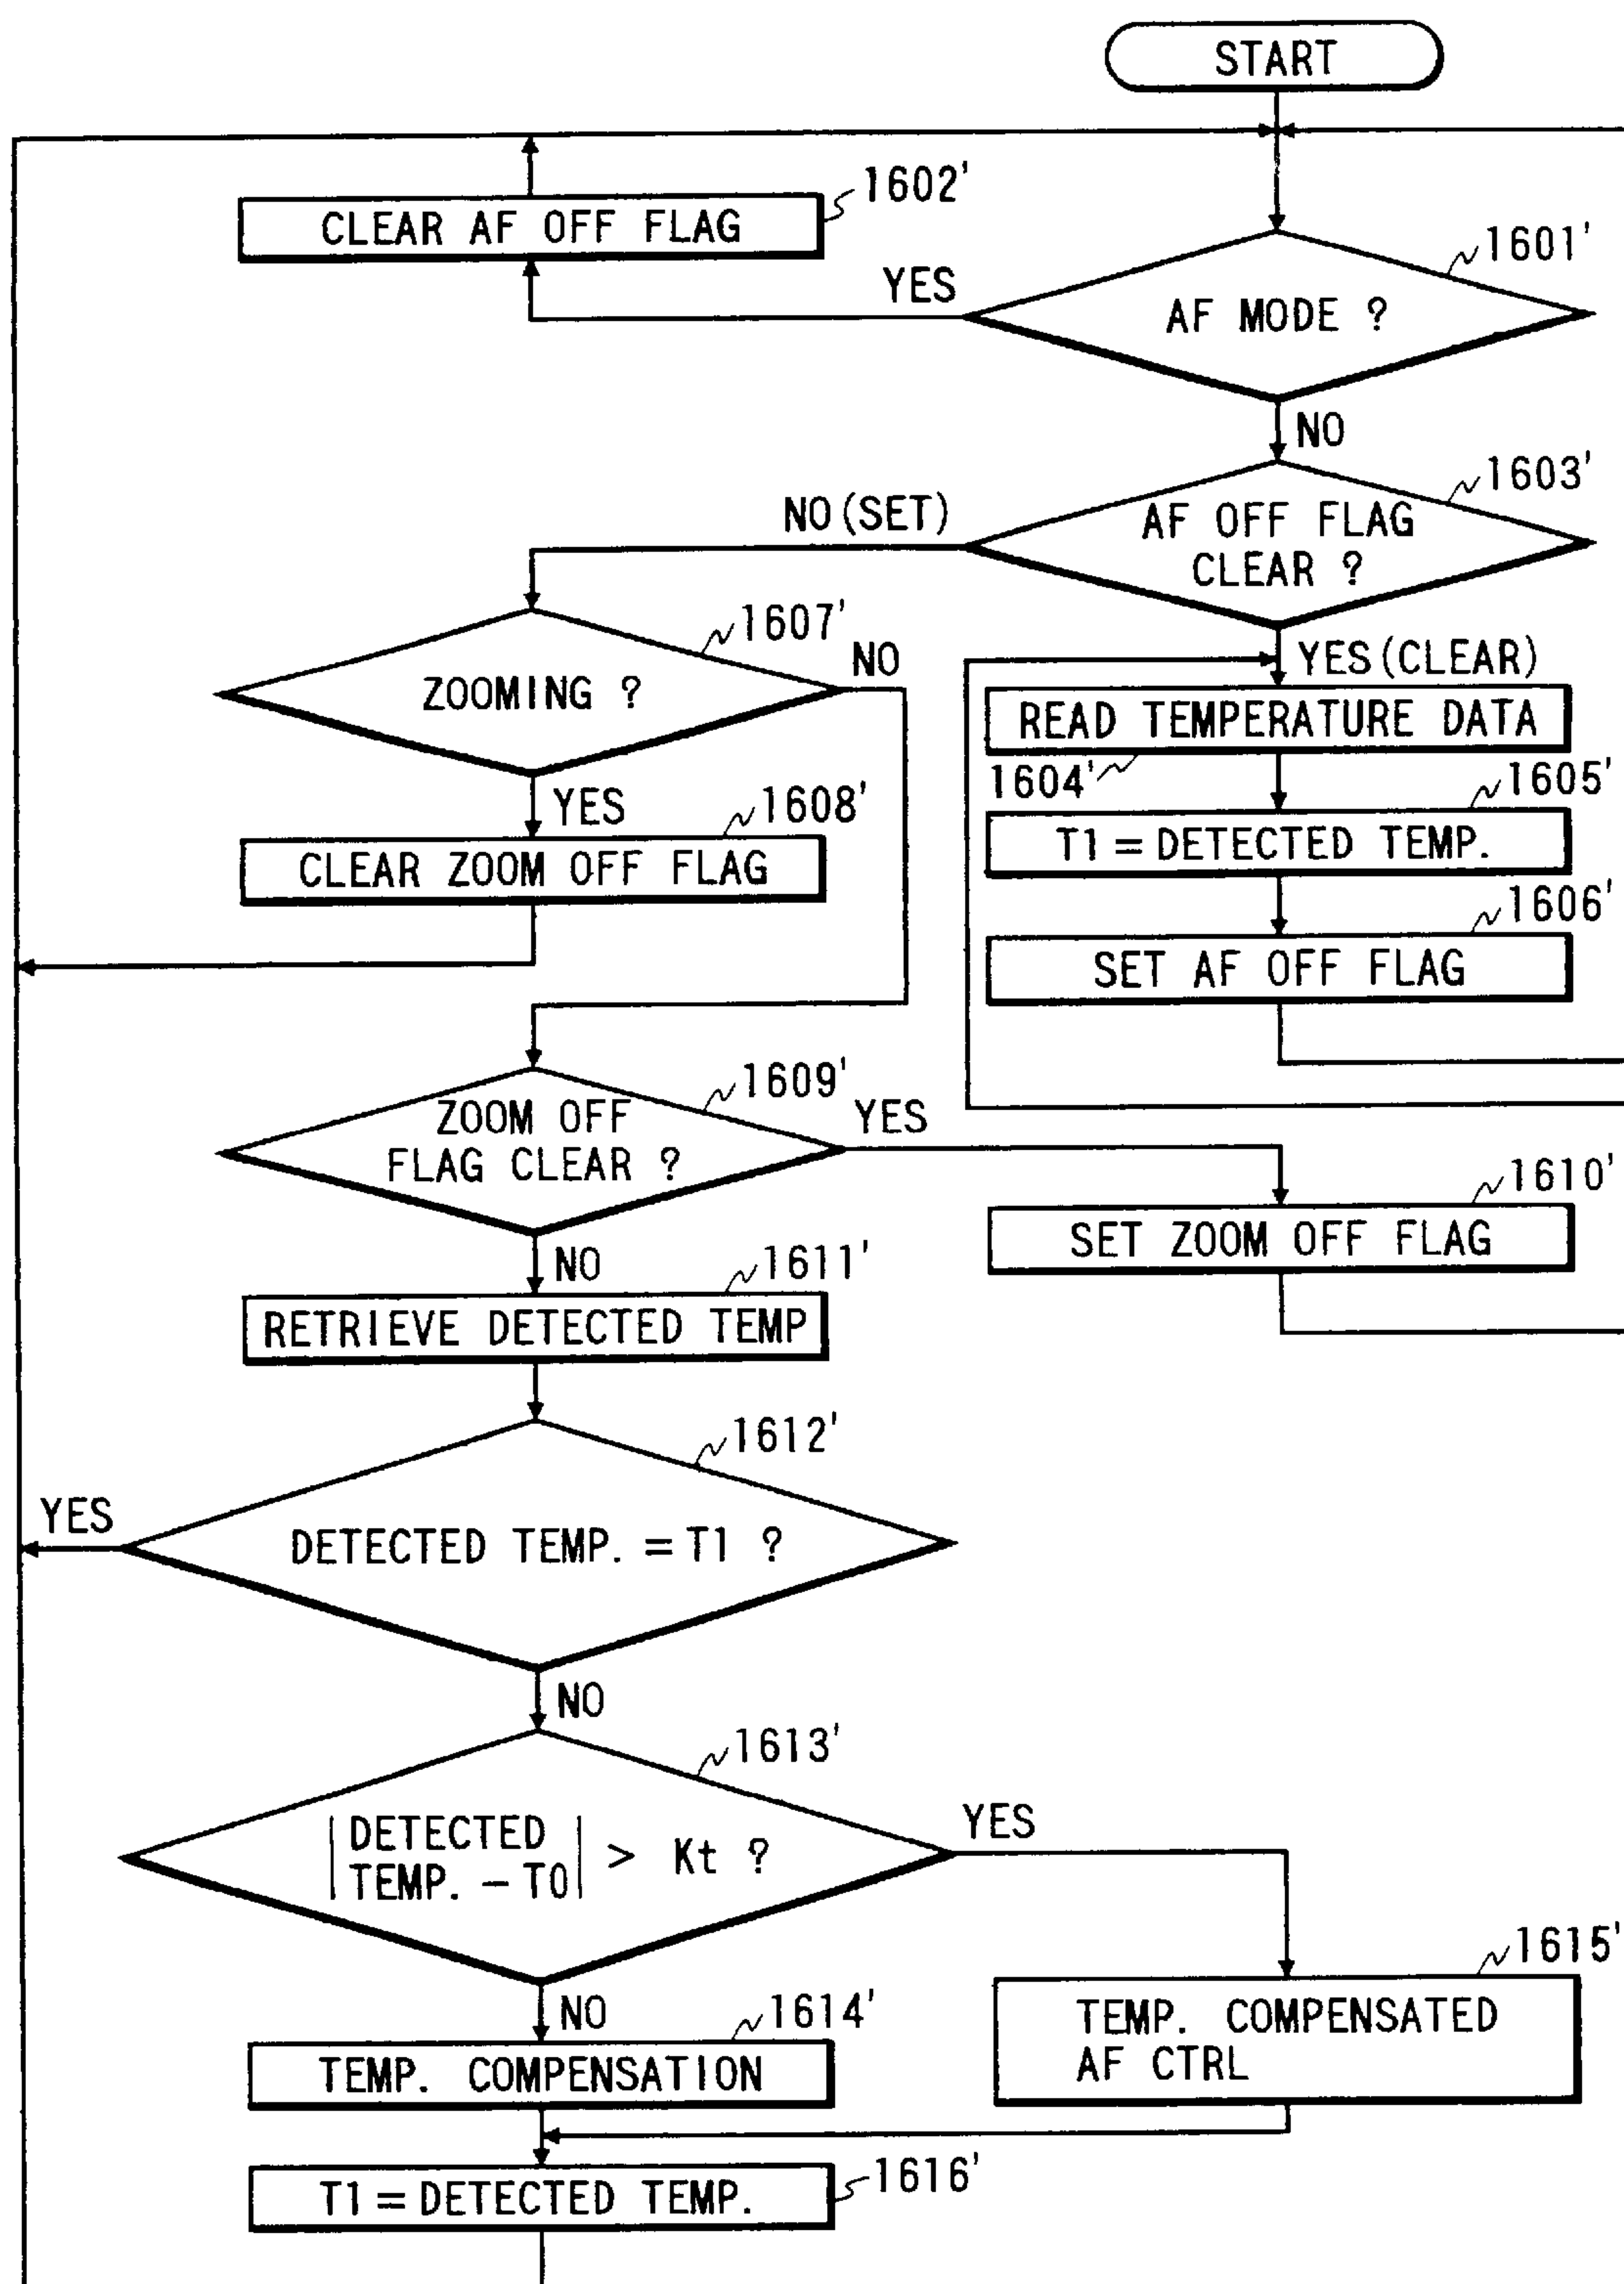 START
1602'
CLEAR AF OFF FLAG
1601'
YES
AF MODE ?
NO
1603'
NO (SET)
AF OFF FLAG
CLEAR ?
1607'
NO
YES (CLEAR)
ZOOMING ?
READ TEMPERATURE DATA
1604'
1605'
YES
1608'
T1 = DETECTED TEMP.
CLEAR ZOOM OFF FLAG
1606'
SET AF OFF FLAG
1609'
ZOOM OFF
FLAG CLEAR ?
YES
1610'
SET ZOOM OFF FLAG
NO
1611'
RETRIEVE DETECTED TEMP
1612'
YES
DETECTED TEMP. = T1 ?
NO
1613'
YES
| DETECTED
TEMP. – T0 | > Kt ?
1615'
NO
1614'
TEMP. COMPENSATED
AF CTRL
TEMP. COMPENSATION
1616'
T1 = DETECTED TEMP.